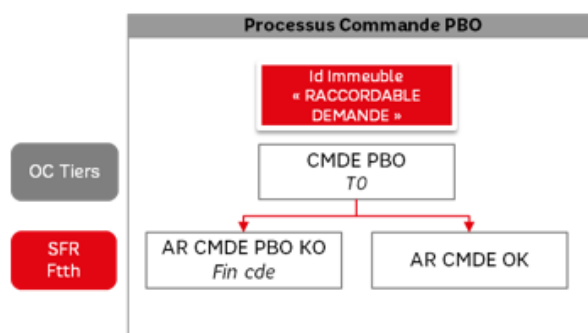 Processus Commande PBO
Id Immeuble
« RACCORDABLE
DEMANDE »
OC Tiers
CMDE PBO
T0
SFR
Ftth
AR CMDE PBO KO
Fin cde
AR CMDE OK